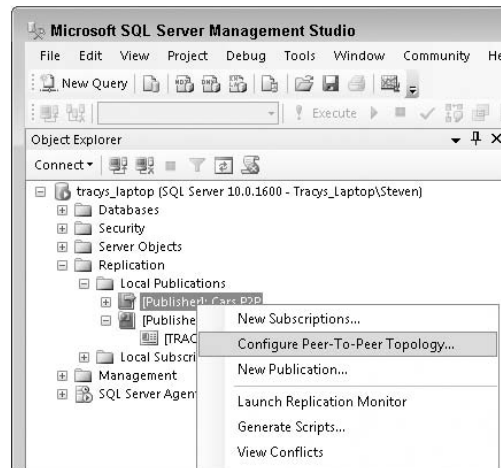 Microsoft SQL Server Management Studio
File Edit View Project Debug Tools Window Community
New Query
Execute
Object Explorer
Connect
tracys_laptop (SQL Server 10.0.1600 - Tracys_Laptop\Steven)
Databases
Security
Server Objects
Replication
Local Publications
[Publisher]: Cars P2P
[Publishe
New Subscriptions...
[TRAC
Configure Peer-To-Peer Topology...
Local Subscri
New Publication...
Management
SQL Server Agen
Launch Replication Monitor
Generate Scripts...
View Conflicts